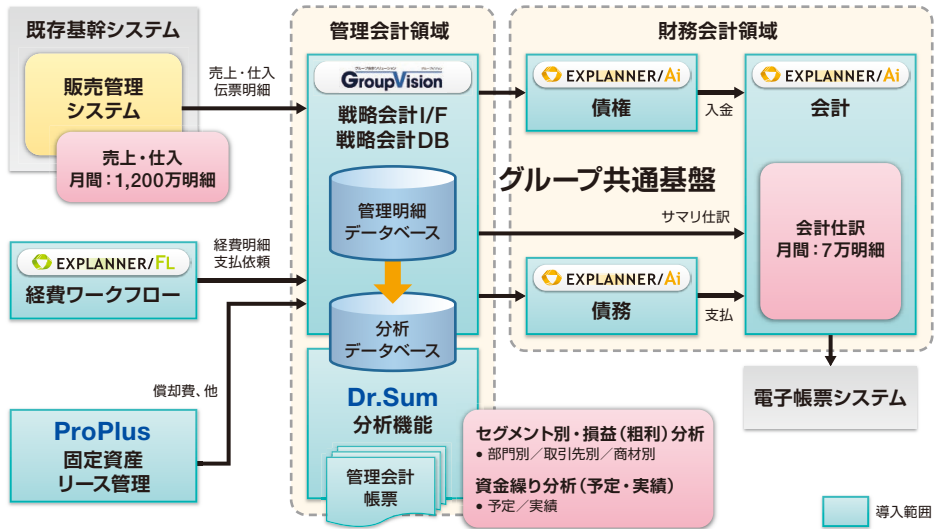 既存基幹システム
販売管理
システム
売上・仕入
月間：1,200万明細
売上・仕入
伝票明細
EXPLANNER/FL
経費ワークフロー
経費明細
支払依頼
償却費、他
ProPlus
固定資産
リース管理
管理会計領域
GroupVision
戦略会計I/F
戦略会計DB
管理明細
データベース
分析
データベース
Dr.Sum
分析機能
管理会計
帳票
セグメント別・損益（粗利）分析
● 部門別／取引先別／商材別
資金繰り分析（予定・実績）
● 予定／実績
財務会計領域
EXPLANNER/Ai
債権
入金
EXPLANNER/Ai
会計
グループ共通基盤
サマリ仕訳
会計仕訳
月間：7万明細
EXPLANNER/Ai
債務
支払
電子帳票システム
導入範囲